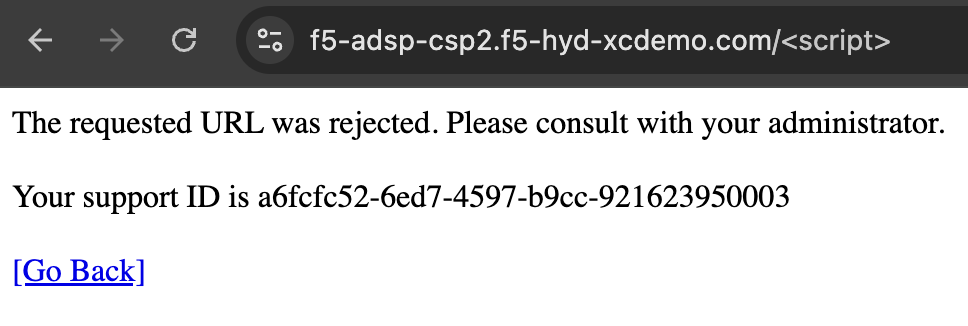 f5-adsp-csp2.f5-hyd-xcdemo.com/<script>
The requested URL was rejected. Please consult with your administrator.
Your support ID is a6fcfc52-6ed7-4597-b9cc-921623950003
[Go Back]